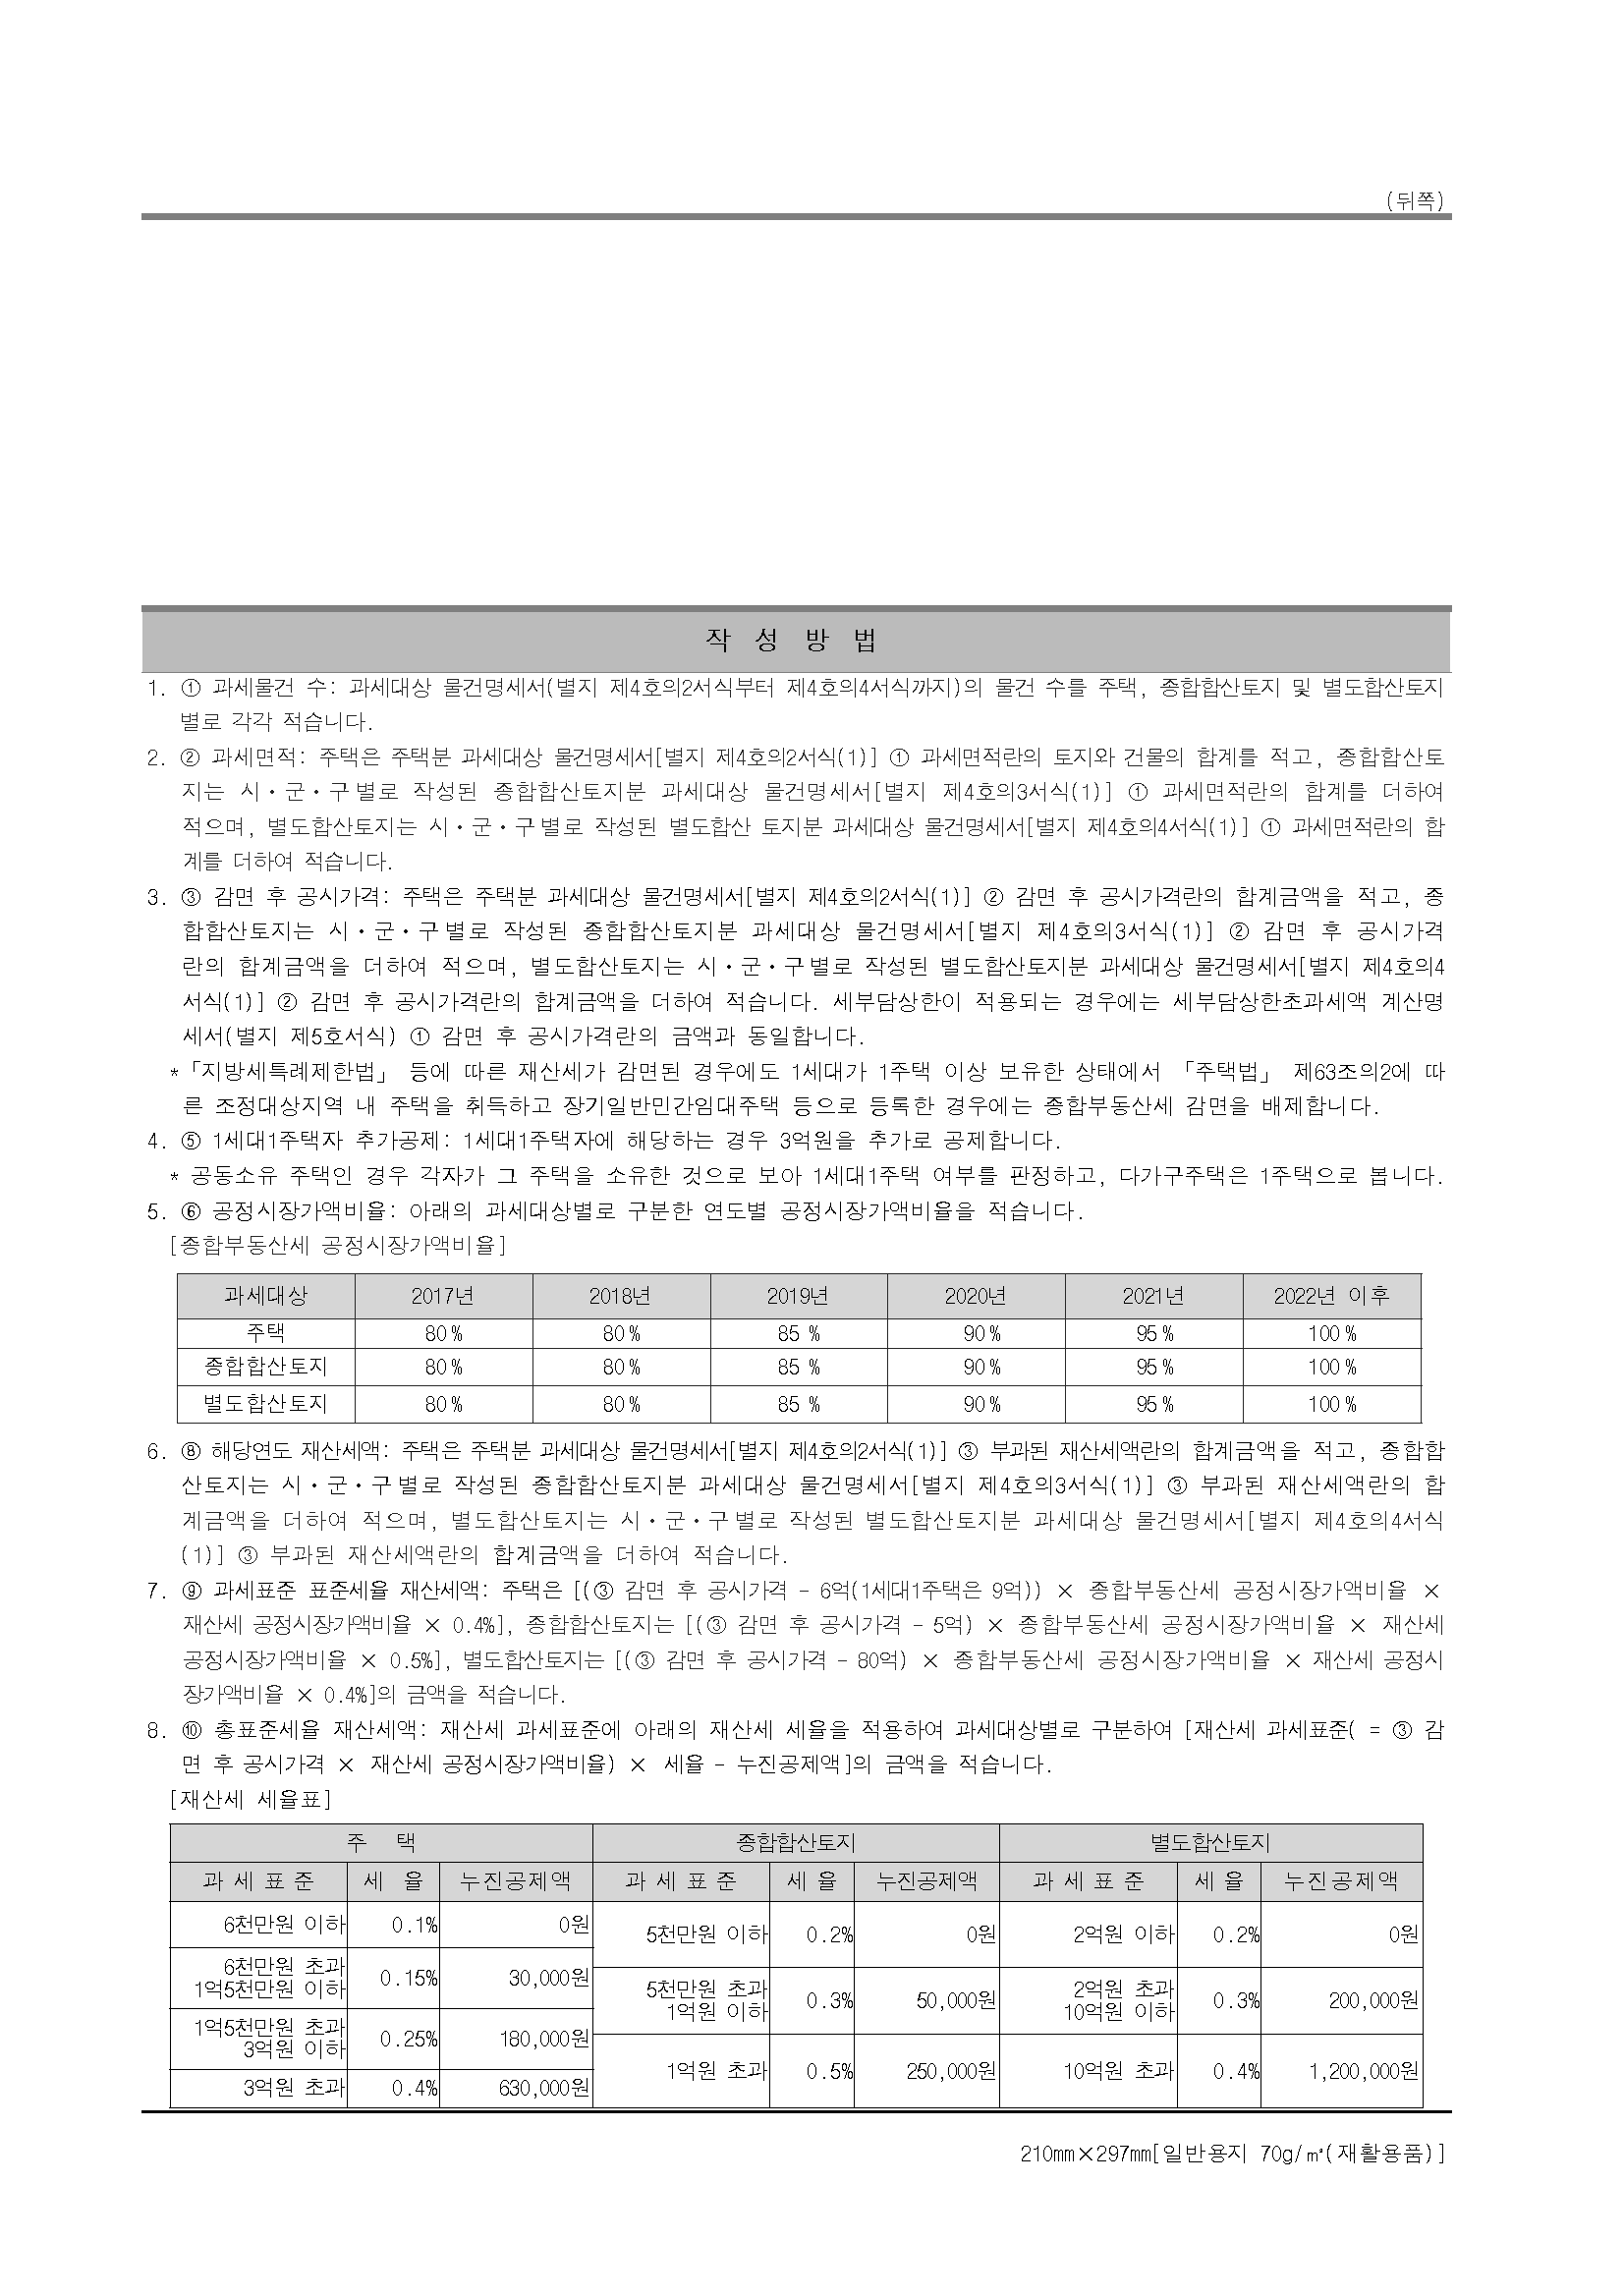 (뒤쪽)
작 성 방 법
1. ① 과세물건 수: 과세대상 물건명세서(별지 제4호의2서식부터 제4호의4서식까지)의 물건 수를 주택, 종합합산토지 및 별도합산토지
별로 각각 적습니다.
2. ② 과세면적: 주택은 주택분 과세대상 물건명세서[별지 제4호의2서식(1)] ① 과세면적란의 토지와 건물의 합계를 적고, 종합합산토
지는 시·군·구별로 작성된 종합합산토지분 과세대상 물건명세서[별지 제4호의3서식(1)] ① 과세면적란의 합계를 더하여
적으며, 별도합산토지는 시·군·구별로 작성된 별도합산 토지분 과세대상 물건명세서[별지 제4호의4서식(1)] ① 과세면적란의 합
계를 더하여 적습니다.
3. ③ 감면 후 공시가격: 주택은 주택분 과세대상 물건명세서[별지 제4호의2서식(1)] ② 감면 후 공시가격란의 합계금액을 적고, 종
합합산토지는 시·군·구별로 작성된 종합합산토지분 과세대상 물건명세서[별지 제4호의3서식(1)] ② 감면 후 공시가격
란의 합계금액을 더하여 적으며, 별도합산토지는 시·군·구별로 작성된 별도합산토지분 과세대상 물건명세서[별지 제4호의4
서식(1)] ② 감면 후 공시가격란의 합계금액을 더하여 적습니다. 세부담상한이 적용되는 경우에는 세부담상한초과세액 계산명
세서(별지 제5호서식) ① 감면 후 공시가격란의 금액과 동일합니다.
*「지방세특례제한법」 등에 따른 재산세가 감면된 경우에도 1세대가 1주택 이상 보유한 상태에서 「주택법」 제63조의2에 따
른 조정대상지역 내 주택을 취득하고 장기일반민간임대주택 등으로 등록한 경우에는 종합부동산세 감면을 배제합니다.
4. ⑤ 1세대1주택자 추가공제: 1세대1주택자에 해당하는 경우 3억원을 추가로 공제합니다.
* 공동소유 주택인 경우 각자가 그 주택을 소유한 것으로 보아 1세대1주택 여부를 판정하고, 다가구주택은 1주택으로 봅니다.
5. ⑥ 공정시장가액비율: 아래의 과세대상별로 구분한 연도별 공정시장가액비율을 적습니다.
[종합부동산세 공정시장가액비율]
과세대상 2017년 2018년 2019년 2020년 2021년 2022년 이후
주택 80% 80% 85 % 90% 95% 100%
종합합산토지 80% 80% 85 % 90% 95% 100%
별도합산토지 80% 80% 85 % 90% 95% 100%
6. ⑧ 해당연도 재산세액: 주택은 주택분 과세대상 물건명세서[별지 제4호의2서식(1)] ③ 부과된 재산세액란의 합계금액을 적고, 종합합
산토지는 시·군·구별로 작성된 종합합산토지분 과세대상 물건명세서[별지 제4호의3서식(1)] ③ 부과된 재산세액란의 합
계금액을 더하여 적으며, 별도합산토지는 시·군·구별로 작성된 별도합산토지분 과세대상 물건명세서[별지 제4호의4서식
(1)] ③ 부과된 재산세액란의 합계금액을 더하여 적습니다.
7. ⑨ 과세표준 표준세율 재산세액: 주택은 [(③ 감면 후 공시가격 - 6억(1세대1주택은 9억)) × 종합부동산세 공정시장가액비율 ×
재산세 공정시장가액비율 × 0.4%], 종합합산토지는 [(③ 감면 후 공시가격 - 5억) × 종합부동산세 공정시장가액비율 × 재산세
공정시장가액비율 × 0.5%], 별도합산토지는 [(③ 감면 후 공시가격 - 80억) × 종합부동산세 공정시장가액비율 × 재산세 공정시
장가액비율 × 0.4%]의 금액을 적습니다.
8. ⑩ 총표준세율 재산세액: 재산세 과세표준에 아래의 재산세 세율을 적용하여 과세대상별로 구분하여 [재산세 과세표준( = ③ 감
면 후 공시가격 × 재산세 공정시장가액비율) × 세율 - 누진공제액]의 금액을 적습니다.
[재산세 세율표]
주 택 종합합산토지 별도합산토지
과 세 표 준 세 율 누진공제액 과 세 표 준 세 율 누진공제액 과 세 표 준 세 율 누진공제액
6천만원 이하 0.1% 0원
6천만원 초과
1억5천만원 이하 0.15% 30,000원
1억5천만원 초과
3억원 이하 0.25% 180,000원
3억원 초과 0.4% 630,000원
5천만원 이하 0.2% 0원
5천만원 초과
1억원 이하 0.3% 50,000원
1억원 초과 0.5% 250,000원
2억원 이하 0.2% 0원
2억원 초과
10억원 이하 0.3% 200,000원
10억원 초과 0.4% 1,200,000원
210㎜×297㎜[일반용지 70g/㎡(재활용품)]